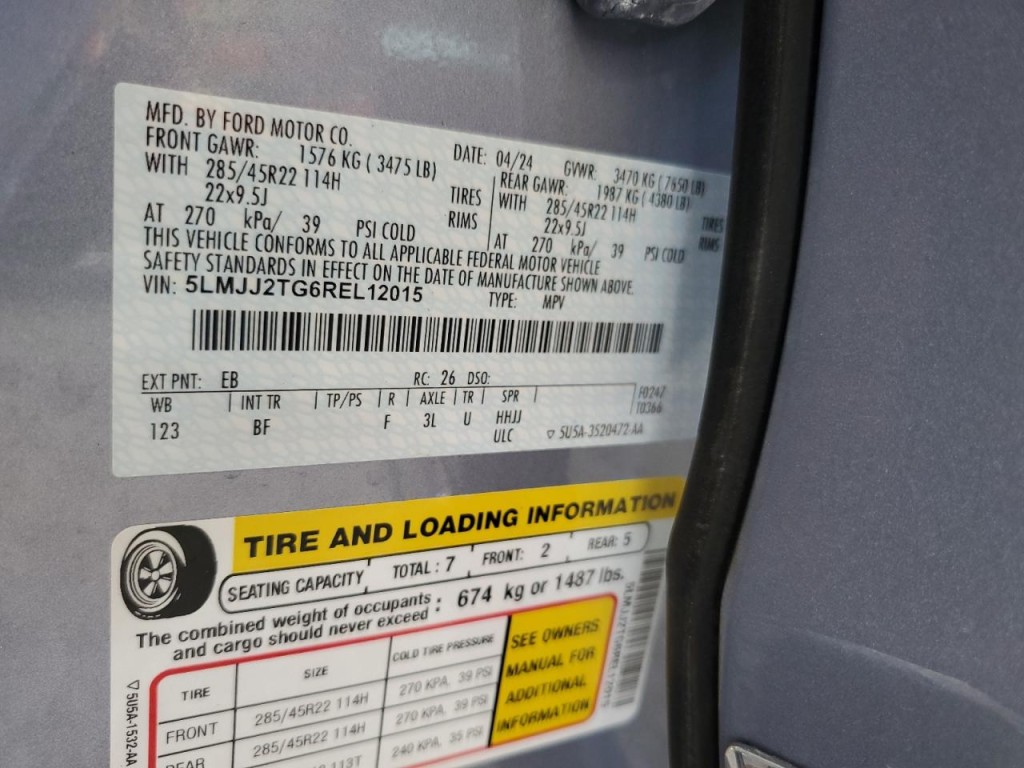 MFD. BY FORD MOTOR CO.
DATE: 04/24 GVWR: 3470 KG ( 7650 LB)
FRONT GAWR: 1576 KG ( 3475 LB)
WITH 285/45R22 114H TIRES
22x9.5J RIMS
AT 270 kPa/ 39 PSI COLD
REAR GAWR: 1987 KG ( 4380 LB)
WITH 285/45R22 114H TIRES
22x9.5J RIMS
AT 270 kPa/ 39 PSI COLD
THIS VEHICLE CONFORMS TO ALL APPLICABLE FEDERAL MOTOR VEHICLE
SAFETY STANDARDS IN EFFECT ON THE DATE OF MANUFACTURE SHOWN ABOVE.
VIN: 5LMJJ2TG6REL12015 TYPE: MPV
EXT PNT: EB RC: 26 DSO:
WB INT TR TP/PS R AXLE TR SPR
123 BF F 3L U HHJJ
ULC
F0247
T0366
5U5A-3520472-AA
TIRE AND LOADING INFORMATION
SEATING CAPACITY TOTAL : 7 FRONT: 2 REAR: 5
The combined weight of occupants
and cargo should never exceed : 674 kg or 1487 lbs.
TIRE SIZE COLD TIRE PRESSURE
FRONT 285/45R22 114H 270 KPA, 39 PSI
REAR 285/45R22 114H 270 KPA, 39 PSI
113T 240 KPA, 35 PSI
SEE OWNERS
MANUAL FOR
ADDITIONAL
INFORMATION
5U5A-1532-AA